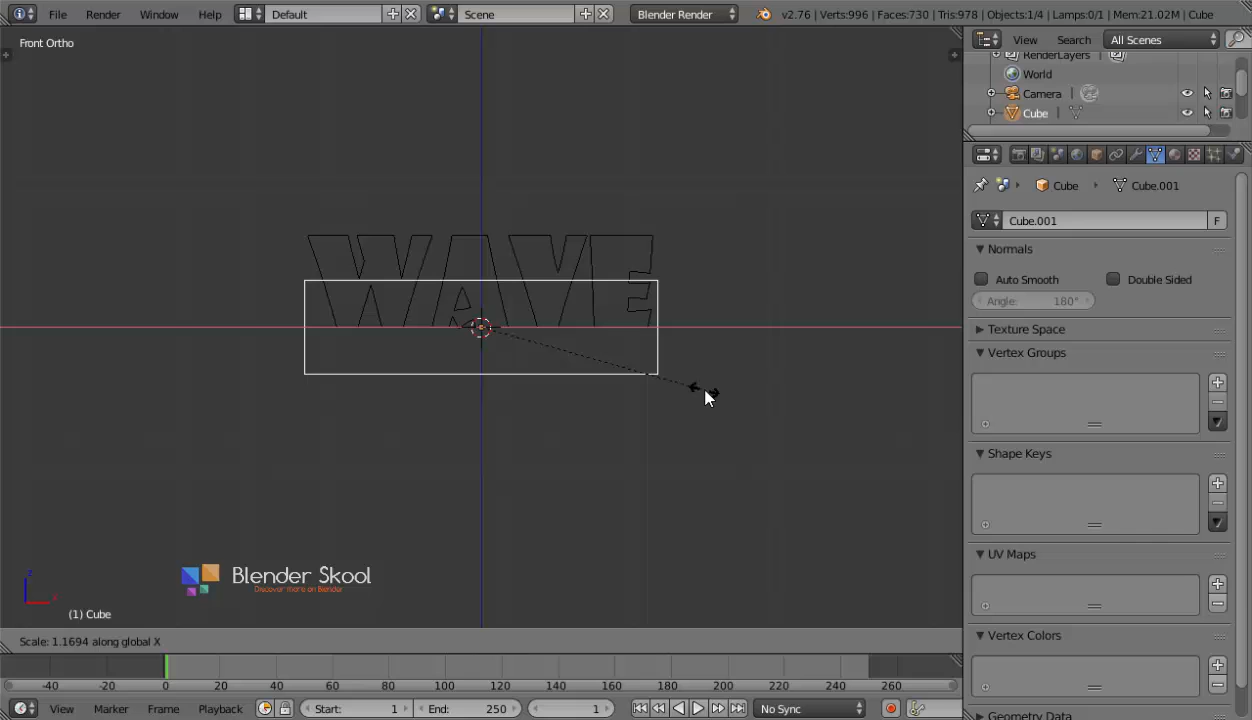 File Render Window Help Default Scene Blender Render v2.76 | Verts:996 | Faces:730 | Tris:978 | Objects:1/4 | Lamps:0/1 | Mem:21.02M | Cube
Front Ortho
View Search All Scenes
RenderLayers
World
Camera
Cube
Cube Cube.001
Cube.001 F
Normals
Auto Smooth Double Sided
Angle: 180°
Texture Space
Vertex Groups
WAVE
Shape Keys
UV Maps
Blender Skool
Discover more on Blender
z
x
(1) Cube
Vertex Colors
Scale: 1.1694 along global X
-40 -20 0 20 40 60 80 100 120 140 160 180 200 220 240 260
View Marker Frame Playback Start: 1 End: 250 1 No Sync
Geometry Data